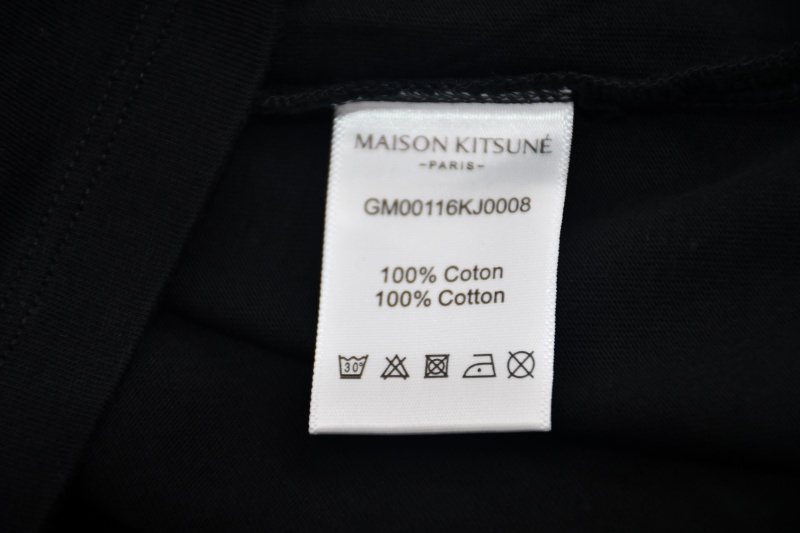 MAISON KITSUNÉ
-PARIS-
GM00116KJ0008
100% Coton
100% Cotton
30°